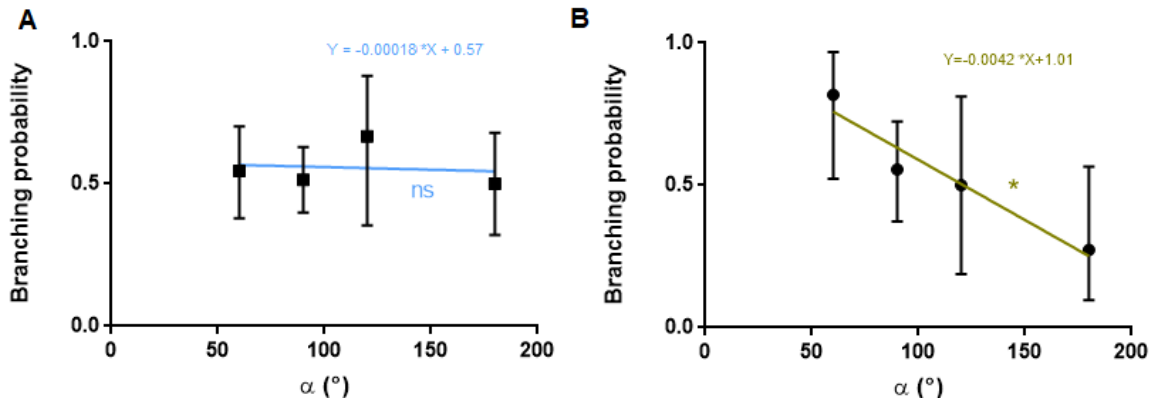 A
Y = -0.00018 *X + 0.57
Branching probability
1.0
0.5
0.0
ns
0
50
100
150
200
α (°)
B
Y=-0.0042 *X+1.01
Branching probability
1.0
0.5
0.0
*
0
50
100
150
200
α (°)